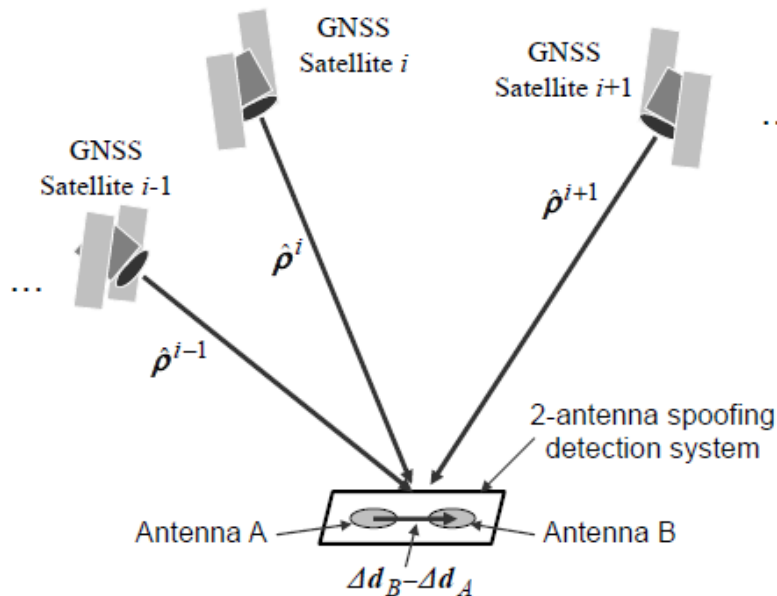 GNSS
Satellite i
GNSS
Satellite i+1
GNSS
Satellite i-1
...
...
ρ̂^{i+1}
ρ̂^{i}
ρ̂^{i−1}
2-antenna spoofing
detection system
Antenna A
Antenna B
Δd_B−Δd_A